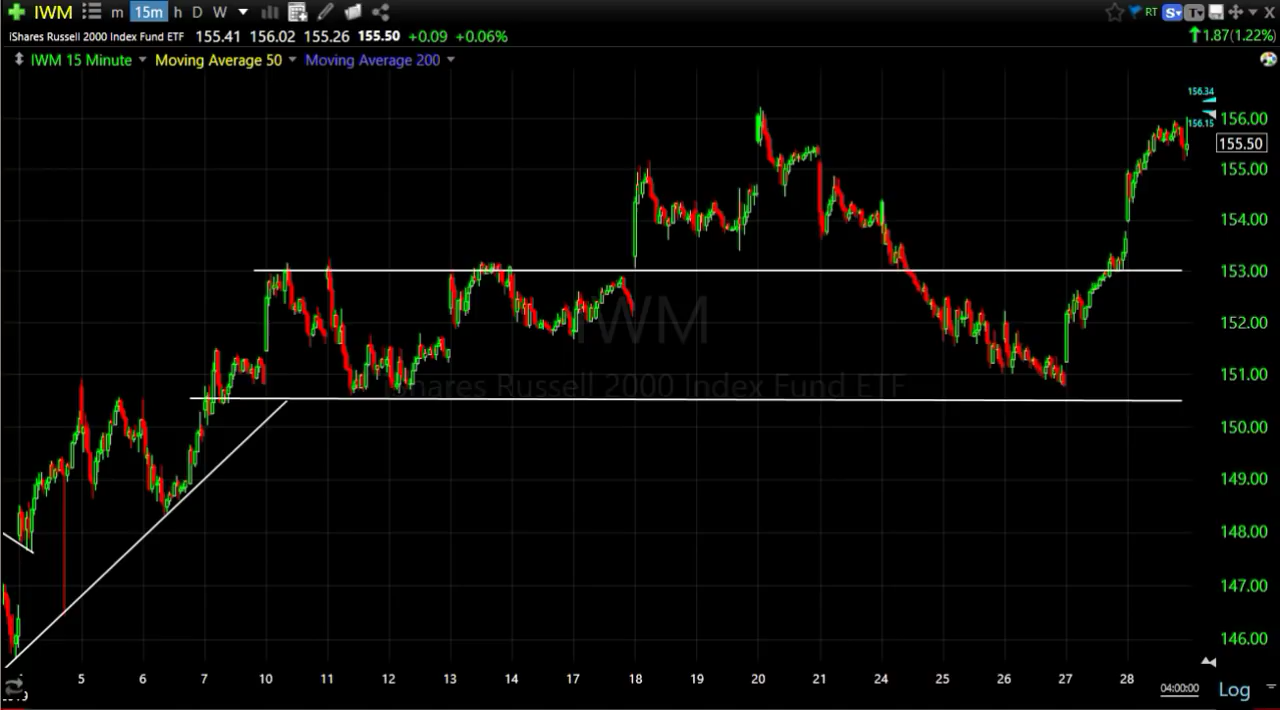 IWM m 15m h D W RT S T X
iShares Russell 2000 Index Fund ETF 155.41 156.02 155.26 155.50 +0.09 +0.06% 1.87(1.22%)
IWM 15 Minute Moving Average 50 Moving Average 200
156.34
156.00
156.15
155.50
155.00
154.00
153.00
IWM
152.00
iShares Russell 2000 Index Fund ETF
151.00
150.00
149.00
148.00
147.00
146.00
5 6 7 10 11 12 13 14 17 18 19 20 21 24 25 26 27 28
04:00:00 Log